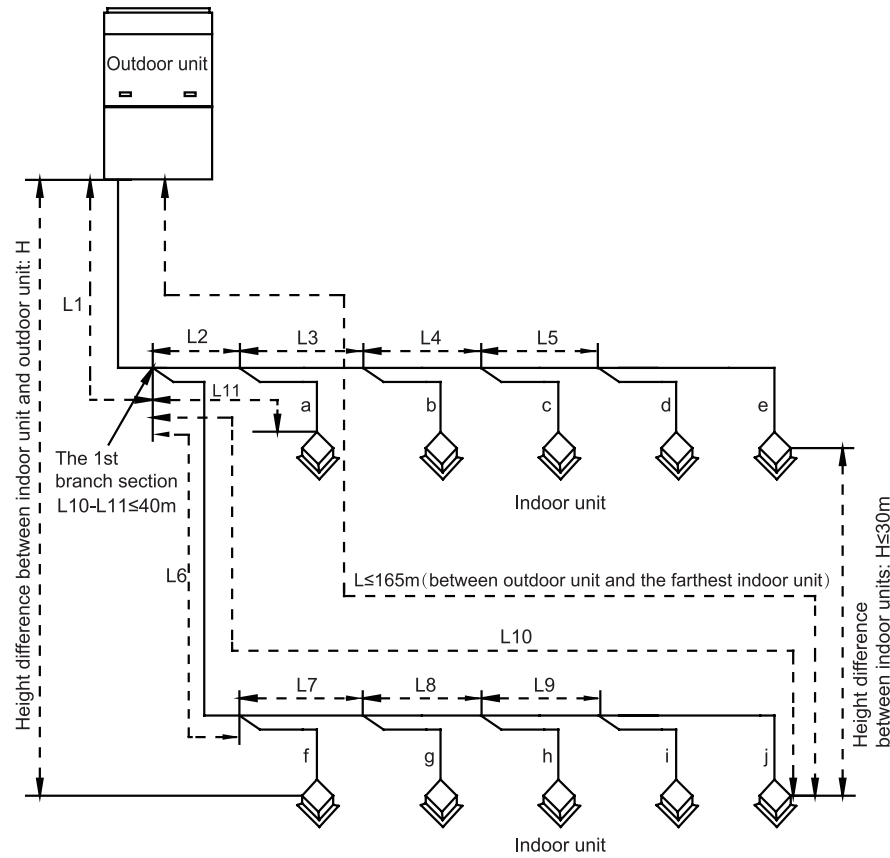 Outdoor unit
Height difference between indoor unit and outdoor unit: H
L1
L2
L3
L4
L5
L11
a
b
c
d
e
The 1st
branch section
L10-L11≤40m
Indoor unit
L6
L≤165m(between outdoor unit and the farthest indoor unit)
L10
Height difference
between indoor units: H≤30m
L7
L8
L9
f
g
h
i
j
Indoor unit